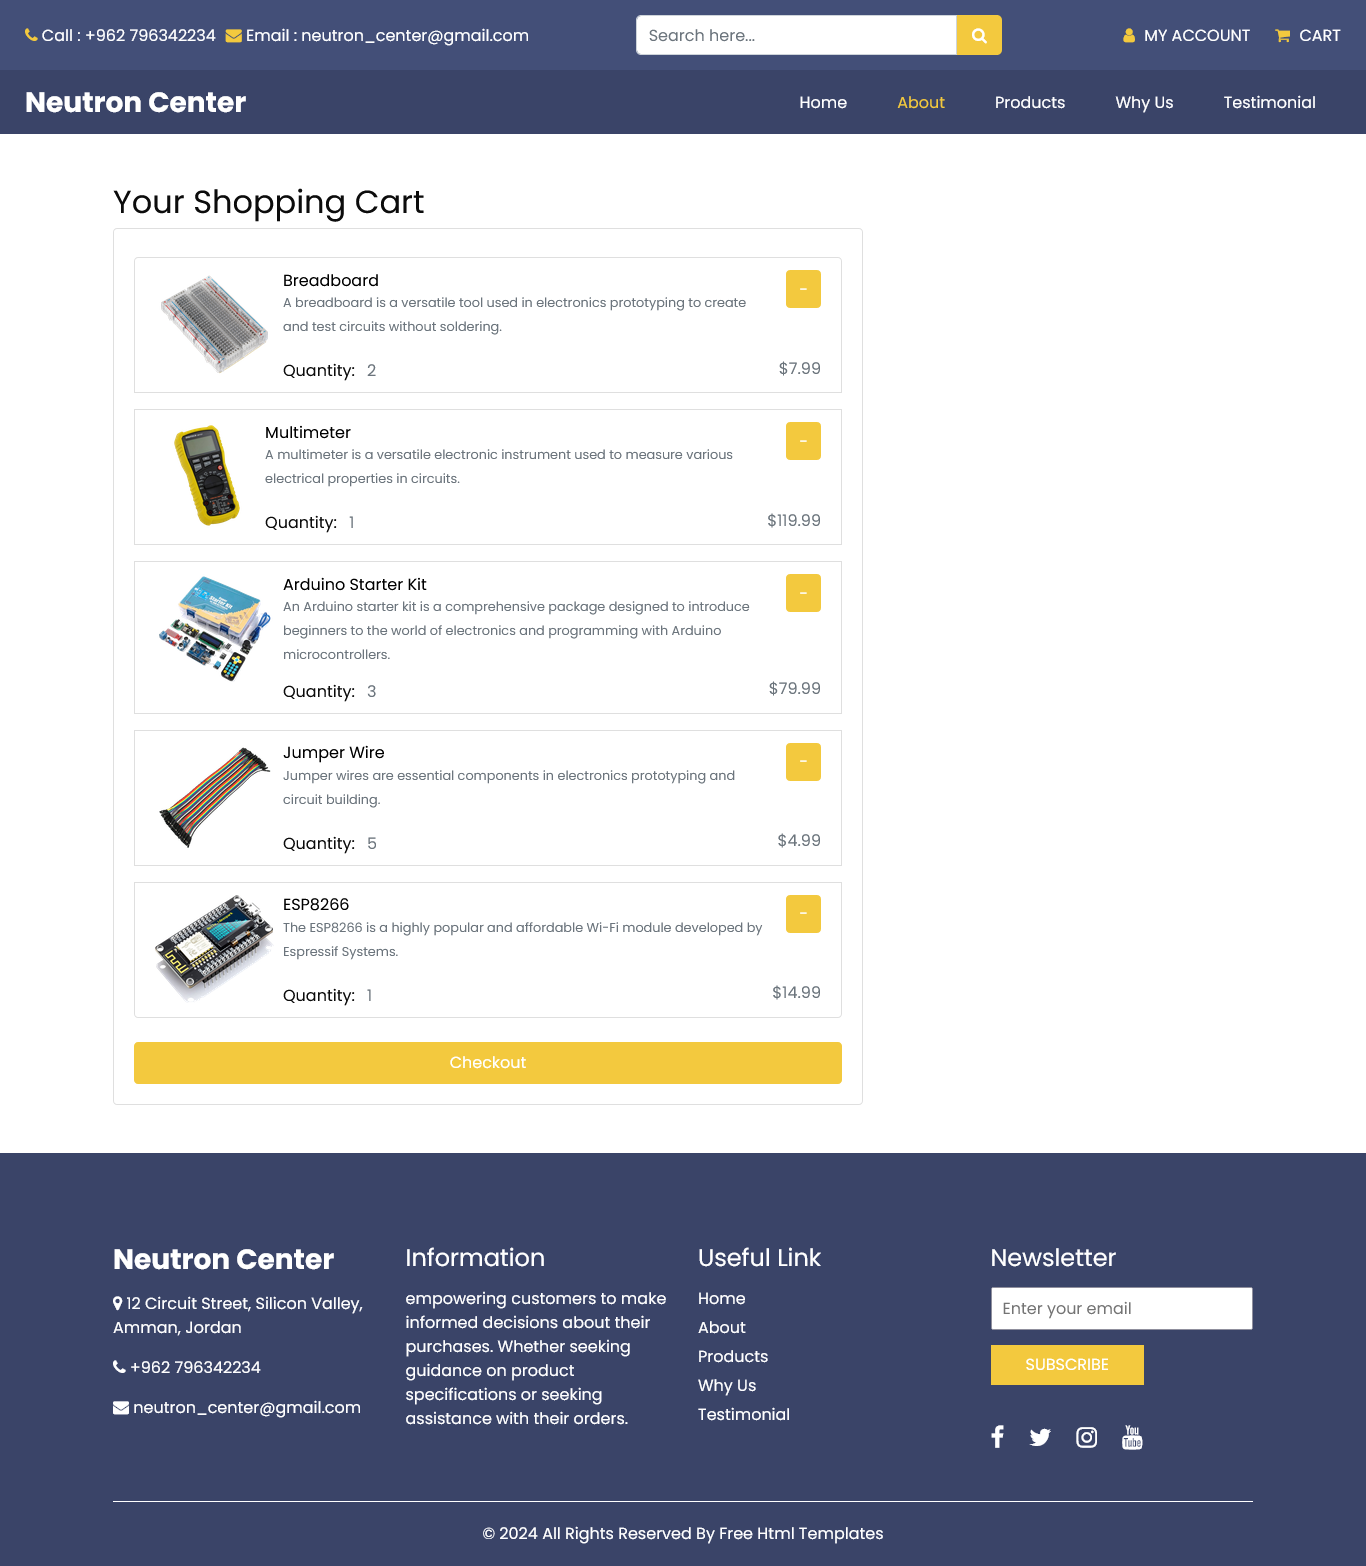 Call : +962 796342234 Email : neutron_center@gmail.com
Search here...
MY ACCOUNT CART
Neutron Center
Home About Products Why Us Testimonial
Your Shopping Cart
Breadboard
-
A breadboard is a versatile tool used in electronics prototyping to create
and test circuits without soldering.
Quantity: 2
$7.99
Multimeter
-
A multimeter is a versatile electronic instrument used to measure various
electrical properties in circuits.
Quantity: 1
$119.99
Arduino Starter Kit
-
An Arduino starter kit is a comprehensive package designed to introduce
beginners to the world of electronics and programming with Arduino
microcontrollers.
Quantity: 3
$79.99
Jumper Wire
-
Jumper wires are essential components in electronics prototyping and
circuit building.
Quantity: 5
$4.99
ESP8266
-
The ESP8266 is a highly popular and affordable Wi-Fi module developed by
Espressif Systems.
Quantity: 1
$14.99
Checkout
Neutron Center
12 Circuit Street, Silicon Valley,
Amman, Jordan
+962 796342234
neutron_center@gmail.com
Information
empowering customers to make
informed decisions about their
purchases. Whether seeking
guidance on product
specifications or seeking
assistance with their orders.
Useful Link
Home
About
Products
Why Us
Testimonial
Newsletter
Enter your email
SUBSCRIBE
You
Tube
© 2024 All Rights Reserved By Free Html Templates